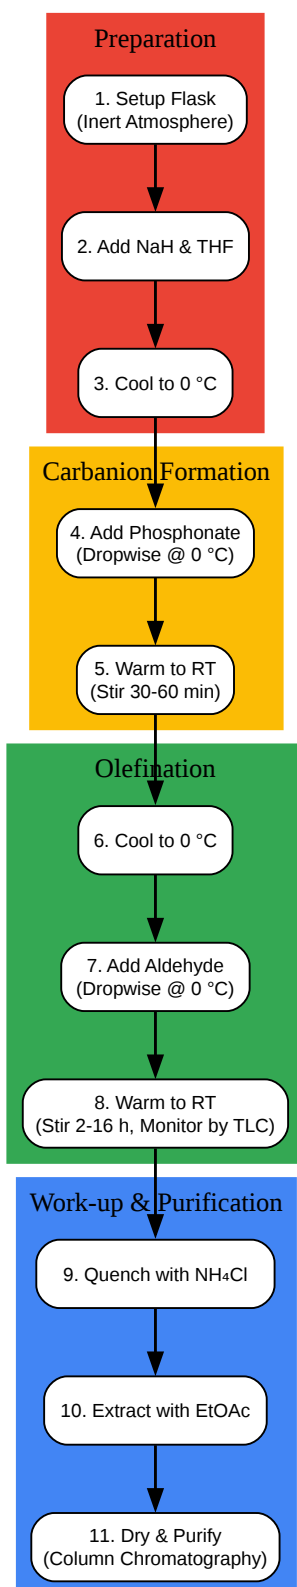 Preparation
1. Setup Flask
(Inert Atmosphere)
2. Add NaH & THF
3. Cool to 0 °C
Carbanion Formation
4. Add Phosphonate
(Dropwise @ 0 °C)
5. Warm to RT
(Stir 30-60 min)
Olefination
6. Cool to 0 °C
7. Add Aldehyde
(Dropwise @ 0 °C)
8. Warm to RT
(Stir 2-16 h, Monitor by TLC)
Work-up & Purification
9. Quench with NH₄Cl
10. Extract with EtOAc
11. Dry & Purify
(Column Chromatography)